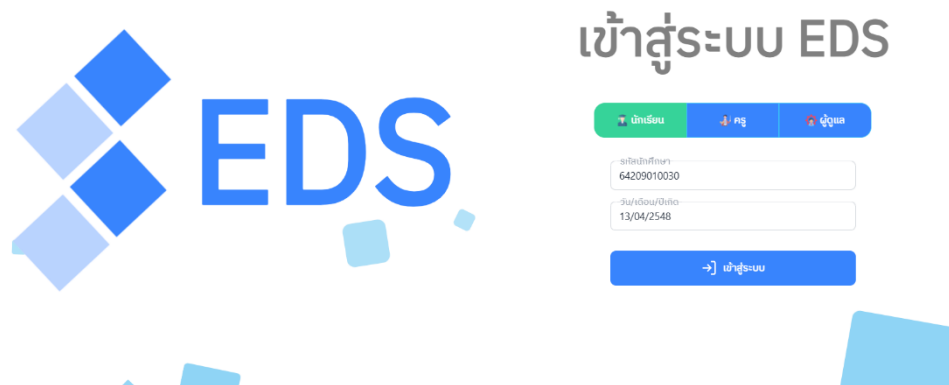 EDS
เข้าสู่ระบบ EDS
นักเรียน
ครู
ผู้ดูแล
รหัสนักศึกษา
64209010030
วัน/เดือน/ปีเกิด
13/04/2548
เข้าสู่ระบบ